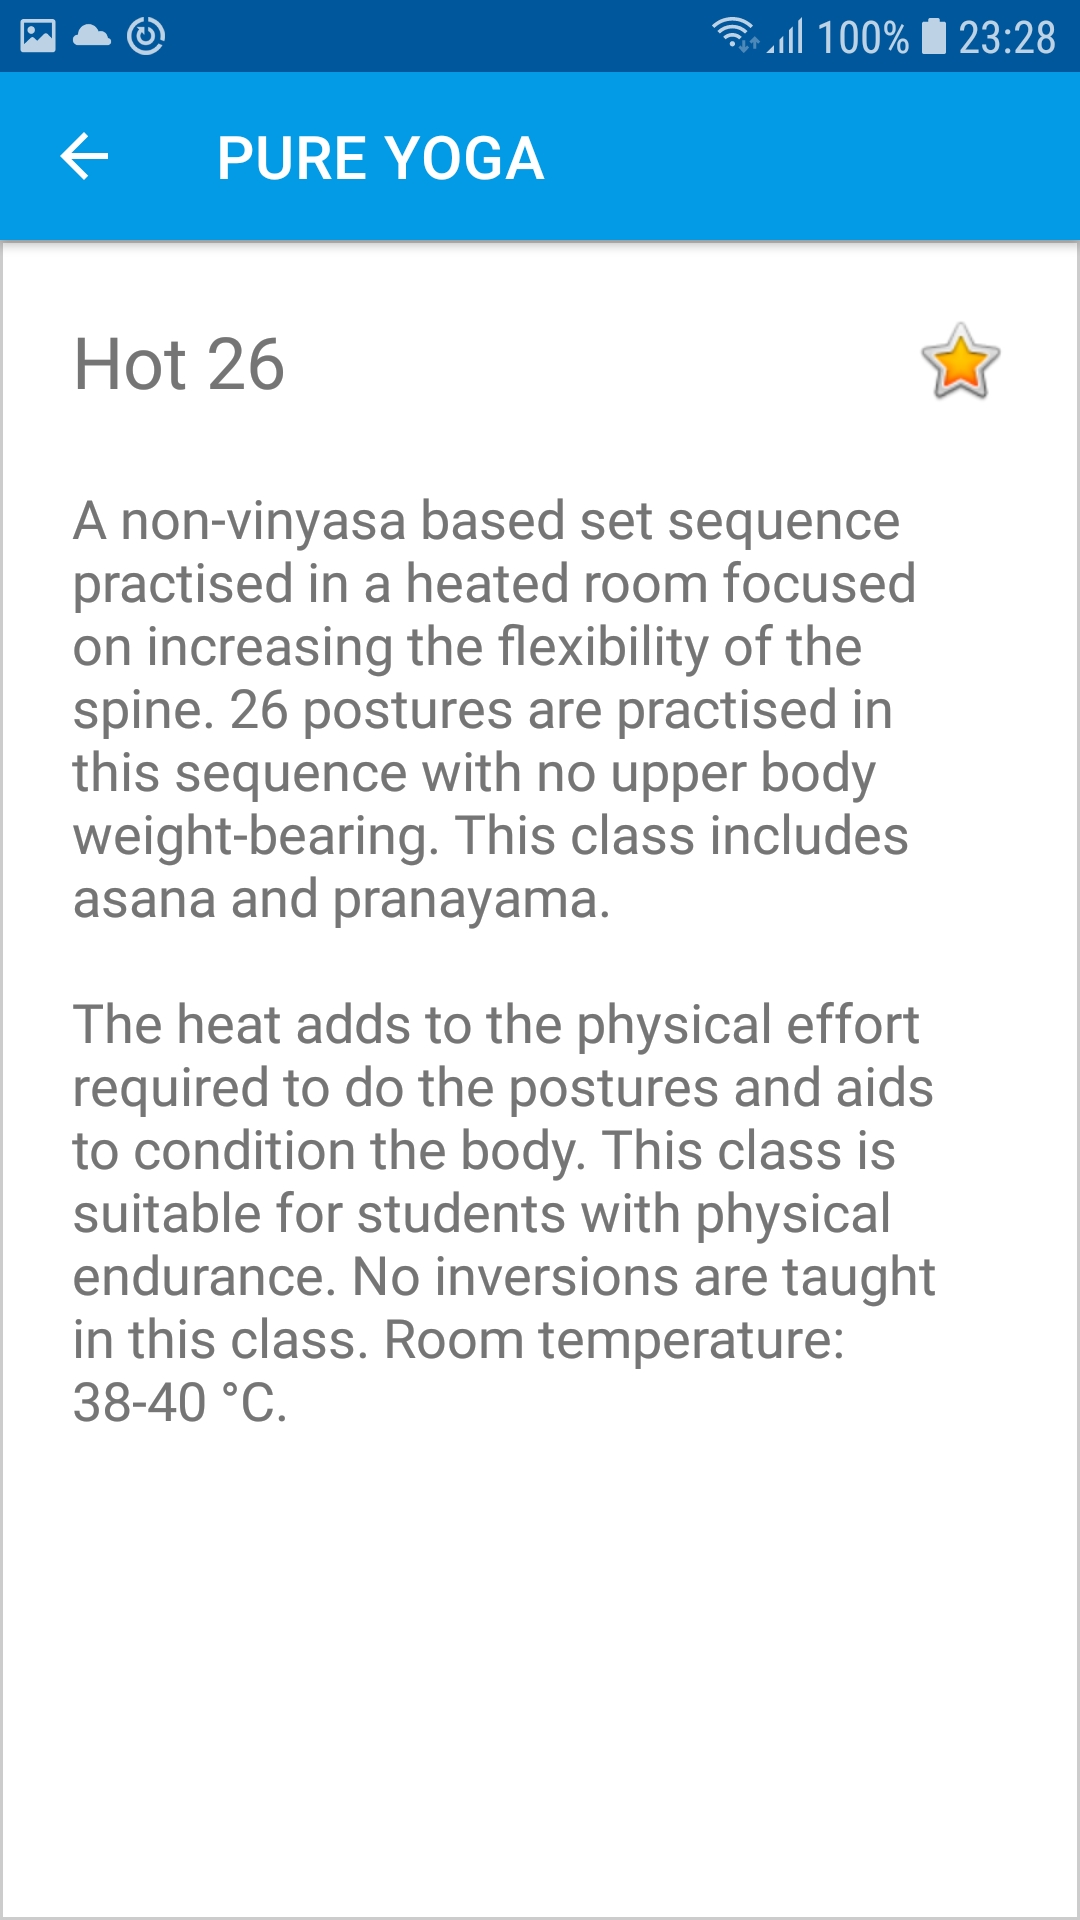 100% 23:28
PURE YOGA
Hot 26
A non-vinyasa based set sequence
practised in a heated room focused
on increasing the flexibility of the
spine. 26 postures are practised in
this sequence with no upper body
weight-bearing. This class includes
asana and pranayama.
The heat adds to the physical effort
required to do the postures and aids
to condition the body. This class is
suitable for students with physical
endurance. No inversions are taught
in this class. Room temperature:
38-40 °C.